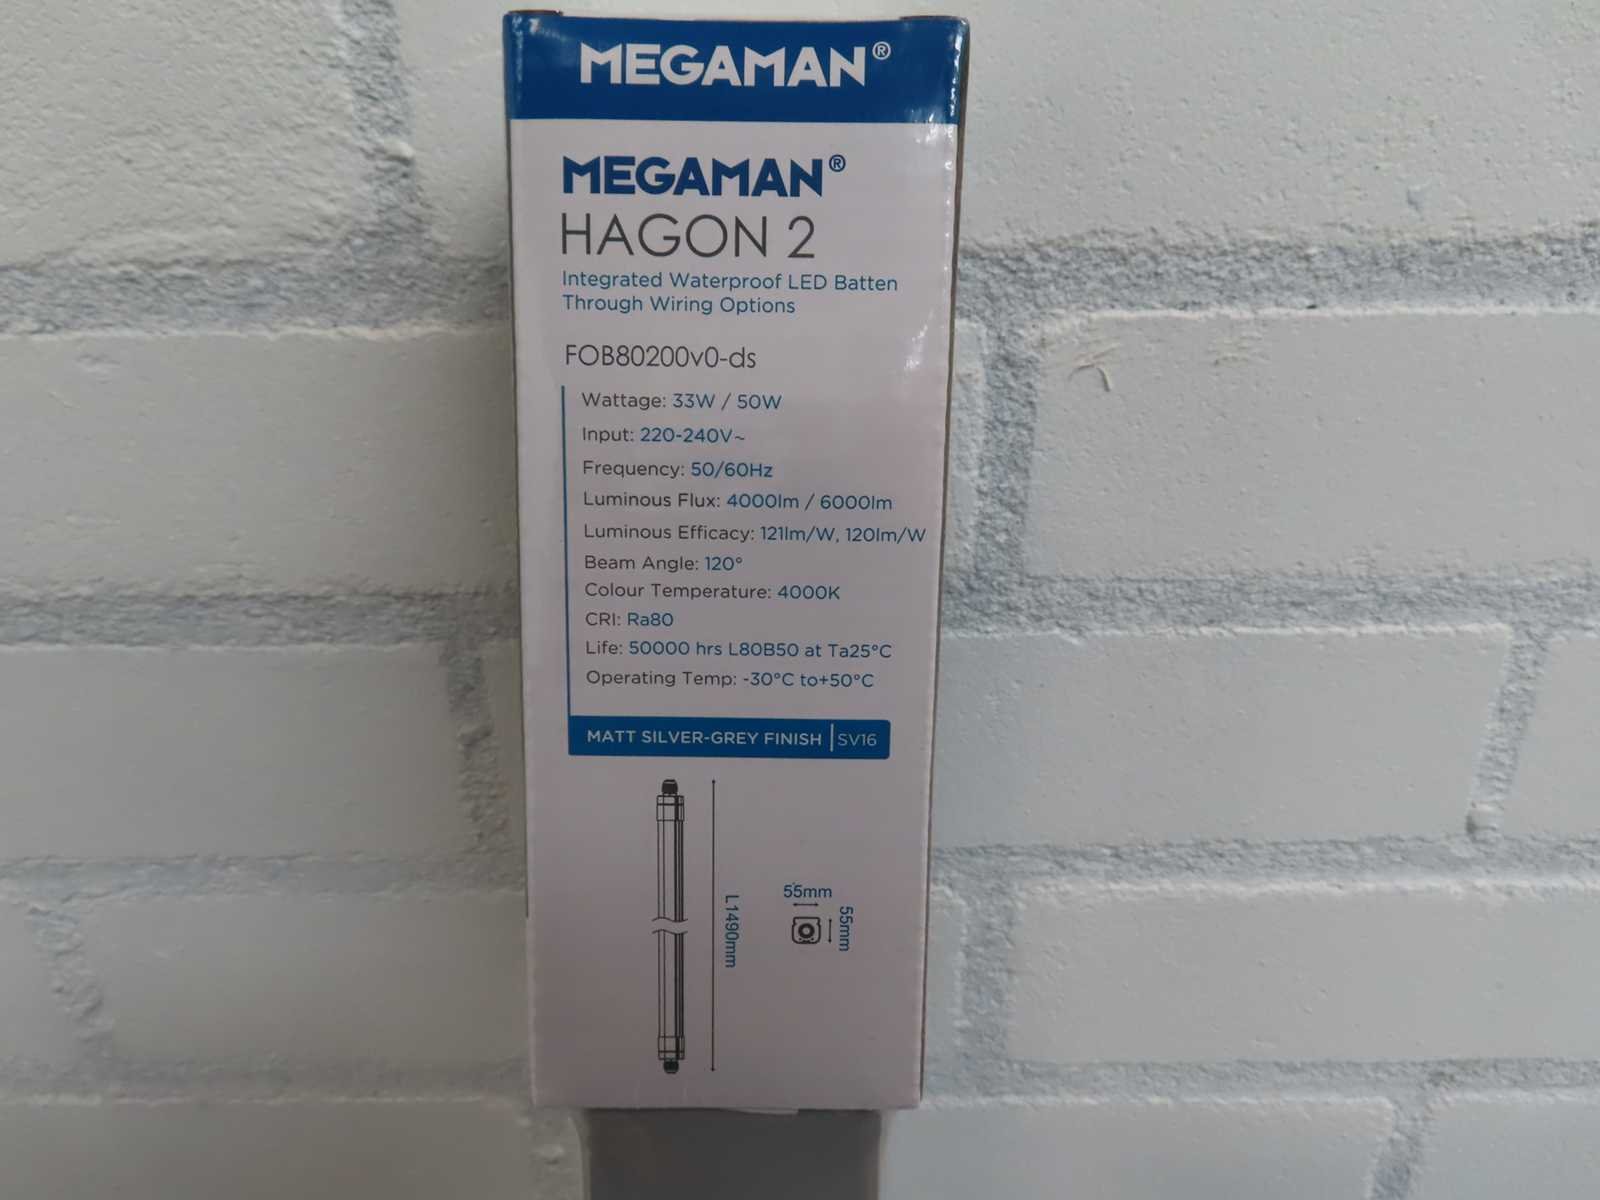 MEGAMAN®
MEGAMAN®
HAGON 2
Integrated Waterproof LED Batten
Through Wiring Options
FOB80200v0-ds
Wattage: 33W / 50W
Input: 220-240V~
Frequency: 50/60Hz
Luminous Flux: 4000lm / 6000lm
Luminous Efficacy: 121lm/W, 120lm/W
Beam Angle: 120°
Colour Temperature: 4000K
CRI: Ra80
Life: 50000 hrs L80B50 at Ta25°C
Operating Temp: -30°C to+50°C
MATT SILVER-GREY FINISH | SV16
L1490mm
55mm
55mm